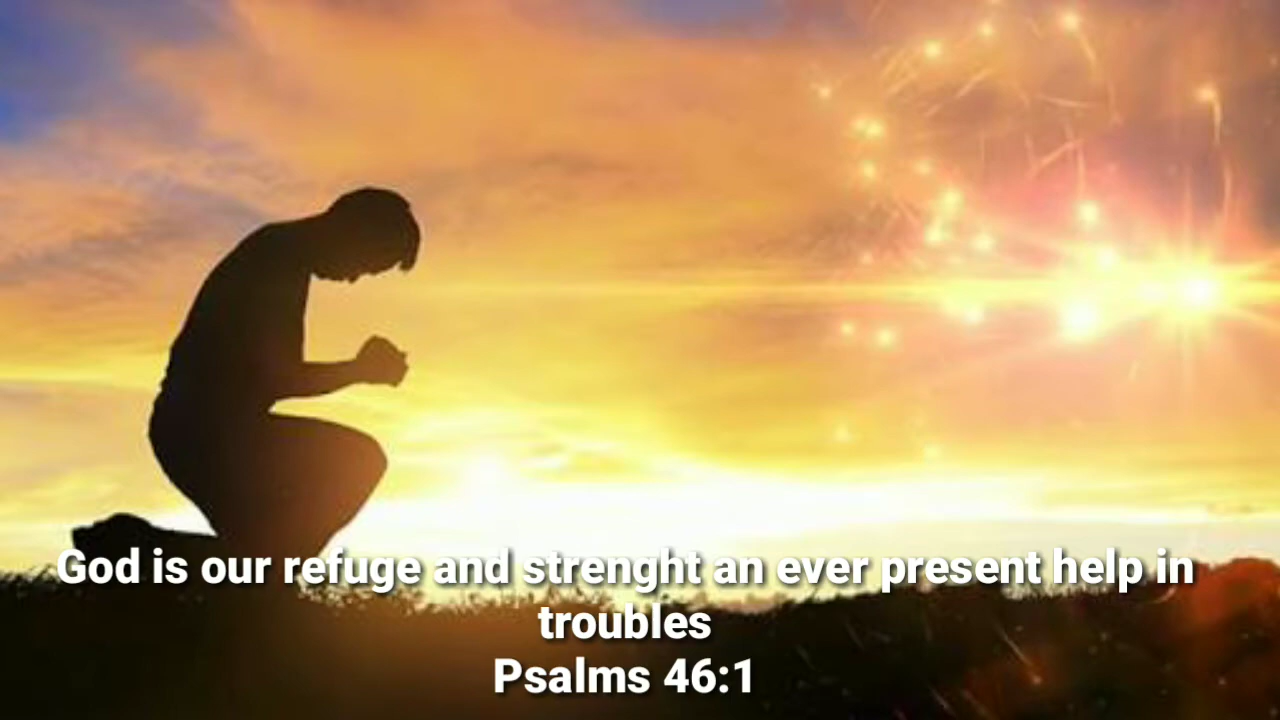 God is our refuge and strenght an ever present help in
troubles
Psalms 46:1